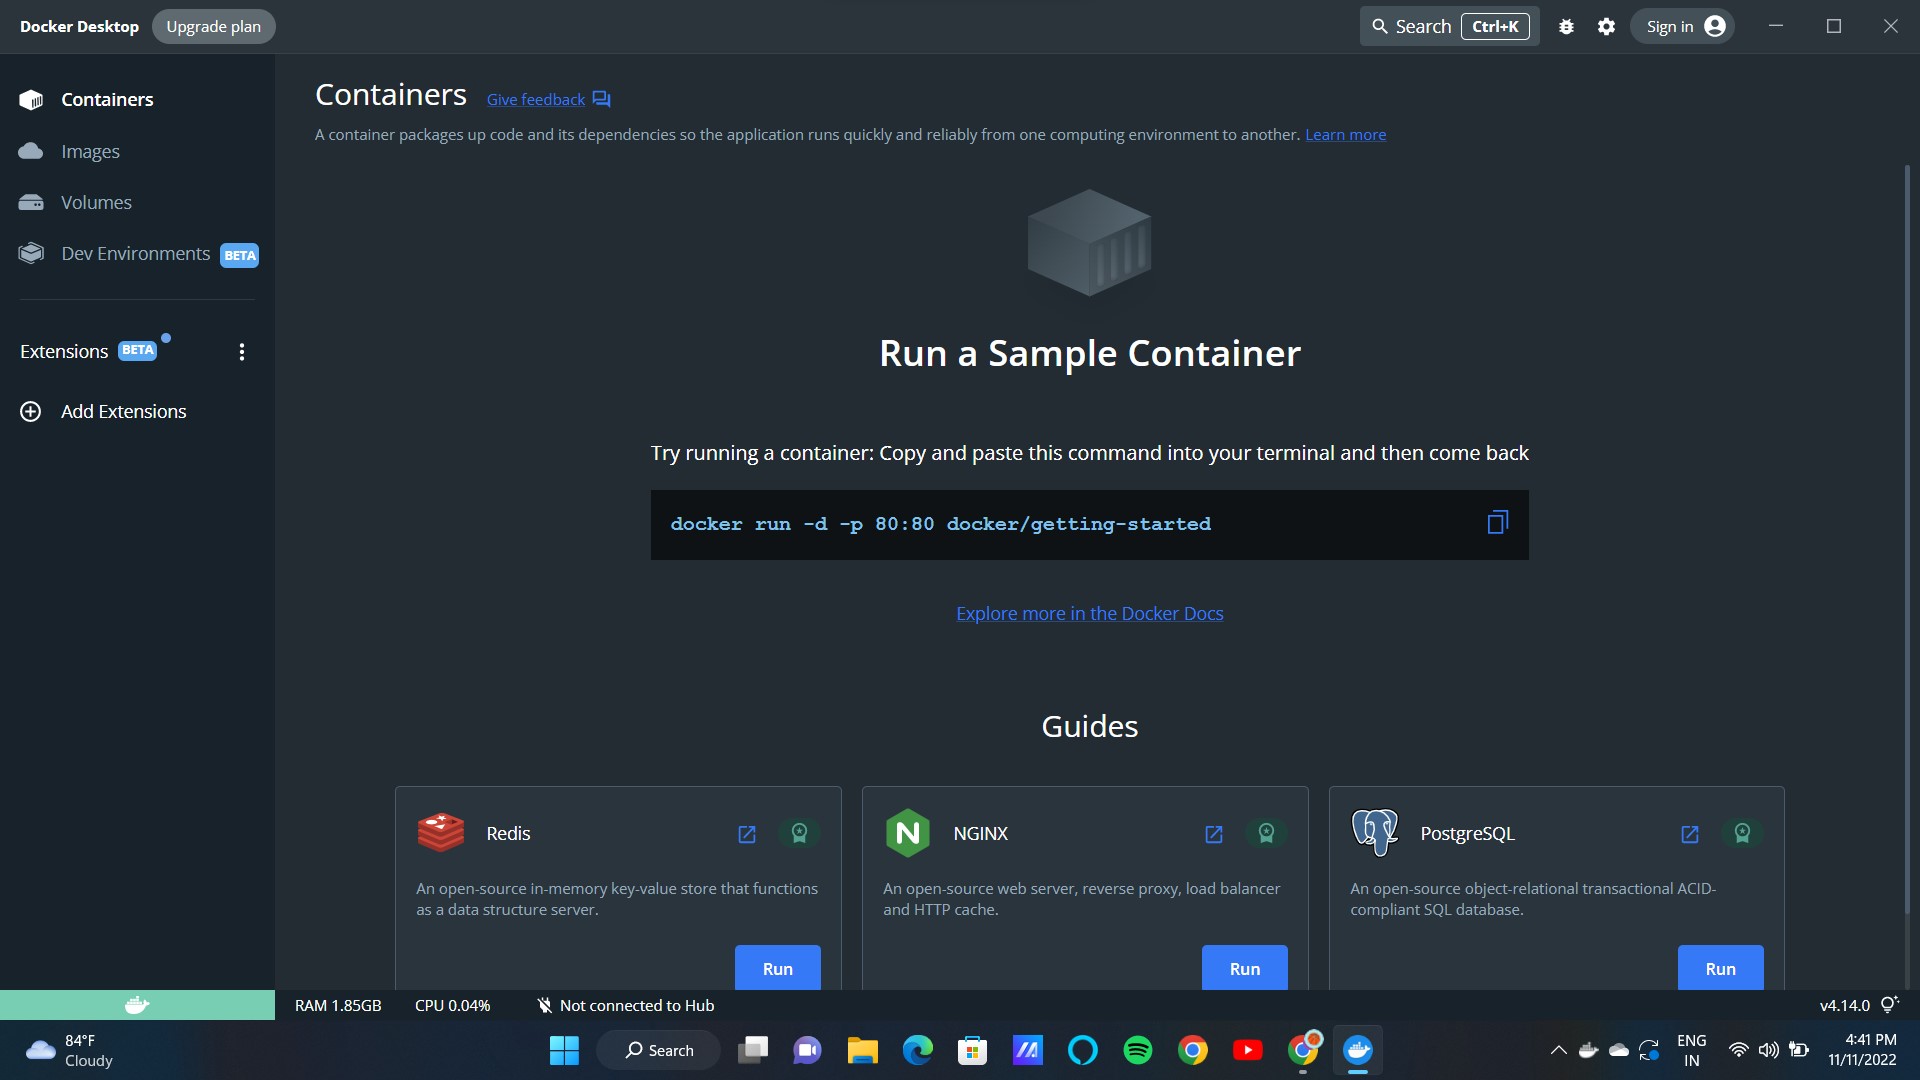 Docker Desktop
Upgrade plan
Search
Ctrl+K
Sign in
Containers
Images
Volumes
Dev Environments
BETA
Extensions
BETA
Add Extensions
Containers
Give feedback
A container packages up code and its dependencies so the application runs quickly and reliably from one computing environment to another. Learn more
Run a Sample Container
Try running a container: Copy and paste this command into your terminal and then come back
docker run -d -p 80:80 docker/getting-started
Explore more in the Docker Docs
Guides
Redis
An open-source in-memory key-value store that functions
as a data structure server.
Run
NGINX
An open-source web server, reverse proxy, load balancer
and HTTP cache.
Run
PostgreSQL
An open-source object-relational transactional ACID-
compliant SQL database.
Run
RAM 1.85GB
CPU 0.04%
Not connected to Hub
v4.14.0
84°F
Cloudy
Search
ENG
IN
4:41 PM
11/11/2022